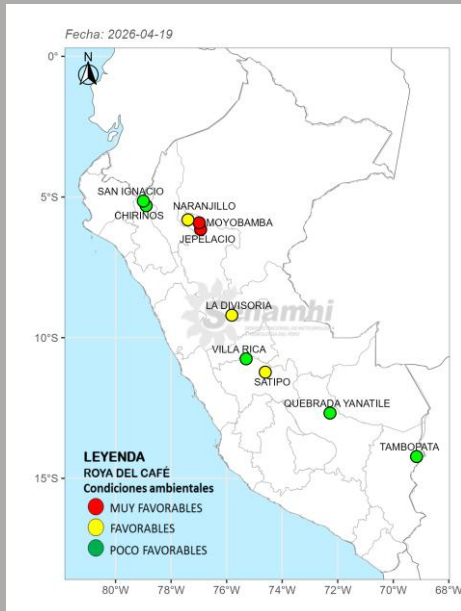 Fecha: 2026-04-19
N
0°
SAN IGNACIO
CHIRINOS
NARANJILLO
MOYOBAMBA
JEPELACIO
5°S
LA DIVISORIA
Senamhi
10°S
VILLA RICA
SATIPO
QUEBRADA YANATILE
TAMBOPATA
15°S
LEYENDA
ROYA DEL CAFÉ
Condiciones ambientales
MUY FAVORABLES
FAVORABLES
POCO FAVORABLES
80°W 78°W 76°W 74°W 72°W 70°W 68°W